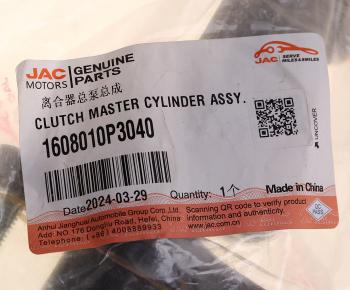 JAC MOTORS GENUINE PARTS
JAC SERVE MILES&SMILES
离合器总泵总成
CLUTCH MASTER CYLINDER ASSY.
1608010P3040
UNCOVER
Date2024-03-29 Quantity: 1个 Made in China
Anhui Jianghuai Automobile Group Corp.,Ltd.
Add: NO.176 Dongliu Road, Hefei, China
Telephone: (+86) 4008889933
Scanning QR code to verify product
information and authenticity.
www.jac.com.cn
QC PASS